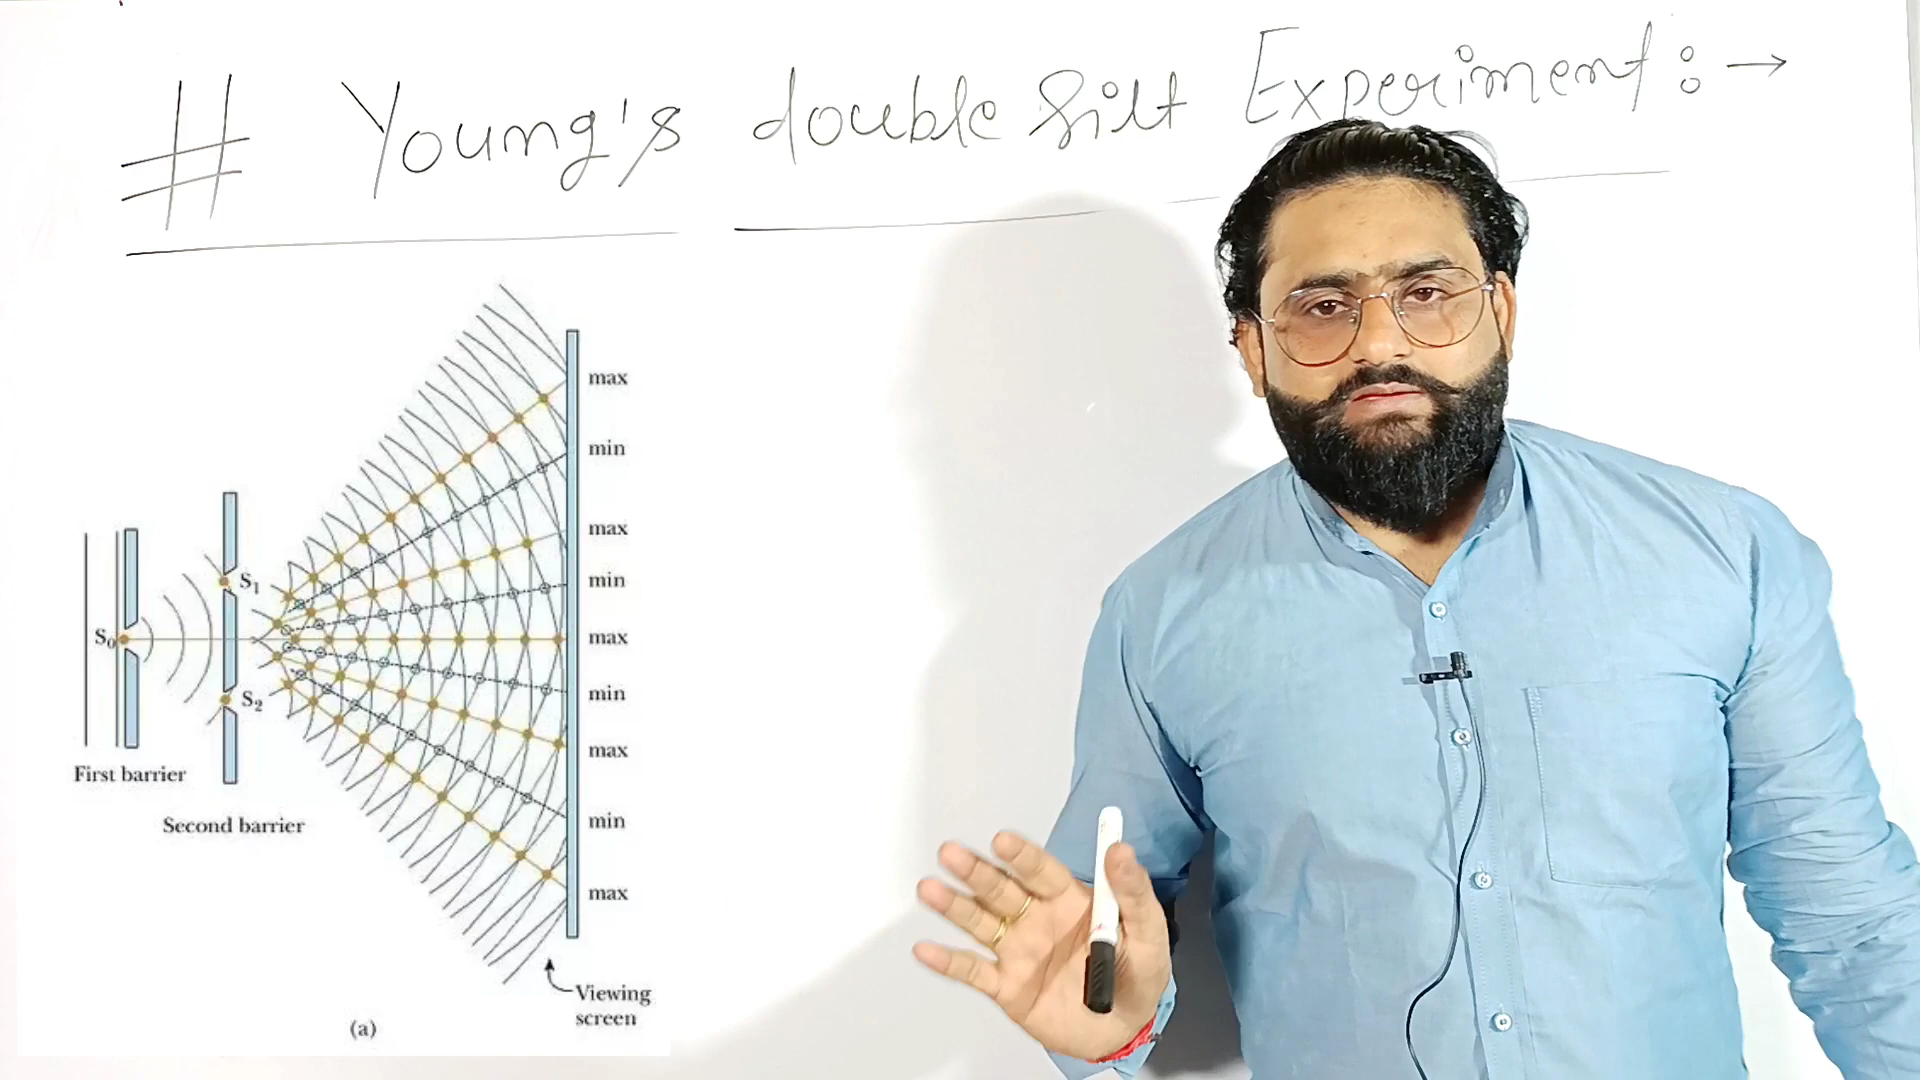 # Young's double silt Experiment : →
max
min
max
min
S₁
S₀
max
min
S₂
max
First barrier
min
Second barrier
max
Viewing
screen
(a)